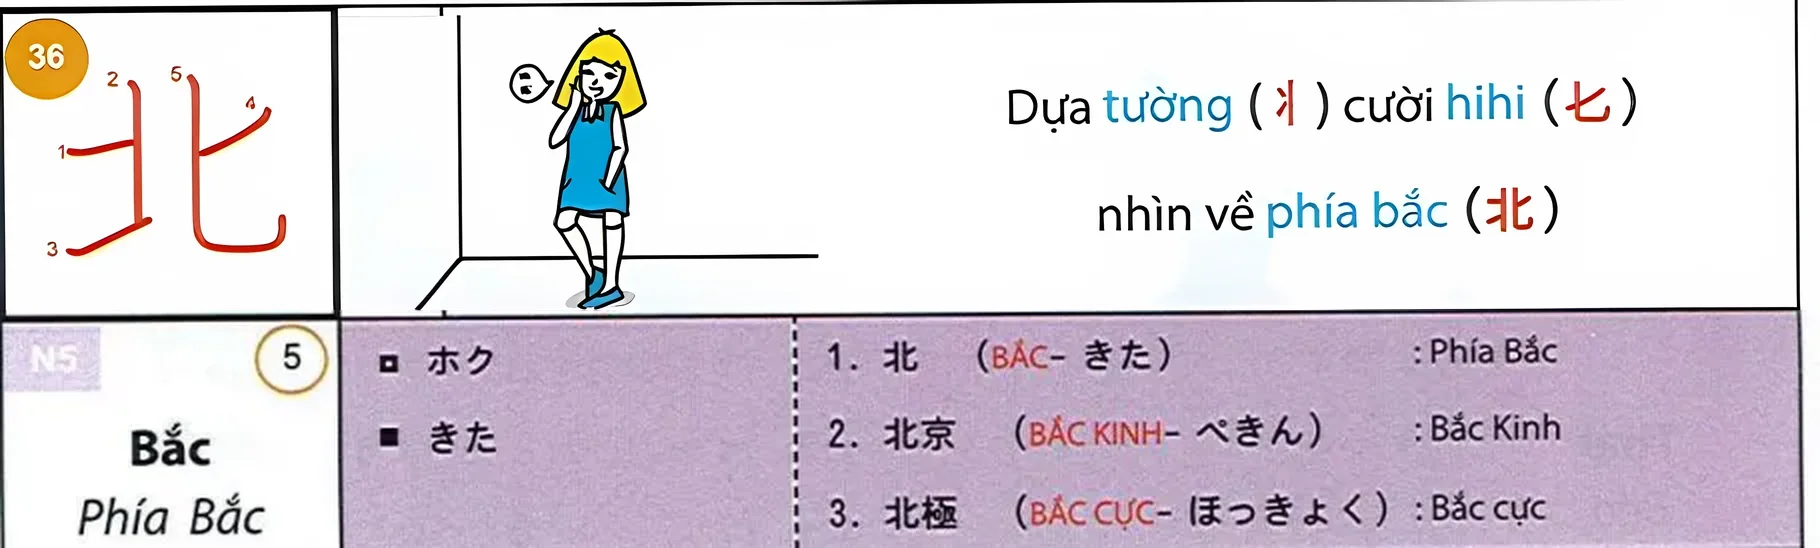 36
北
1
2
3
4
5
Dựa tường (丬) cười hihi (匕)
nhìn về phía bắc (北)
N5
5
Bắc
Phía Bắc
ホク
きた
1. 北 (BẮC- きた) : Phía Bắc
2. 北京 (BẮC KINH- ぺきん) : Bắc Kinh
3. 北極 (BẮC CỰC- ほっきょく) : Bắc cực